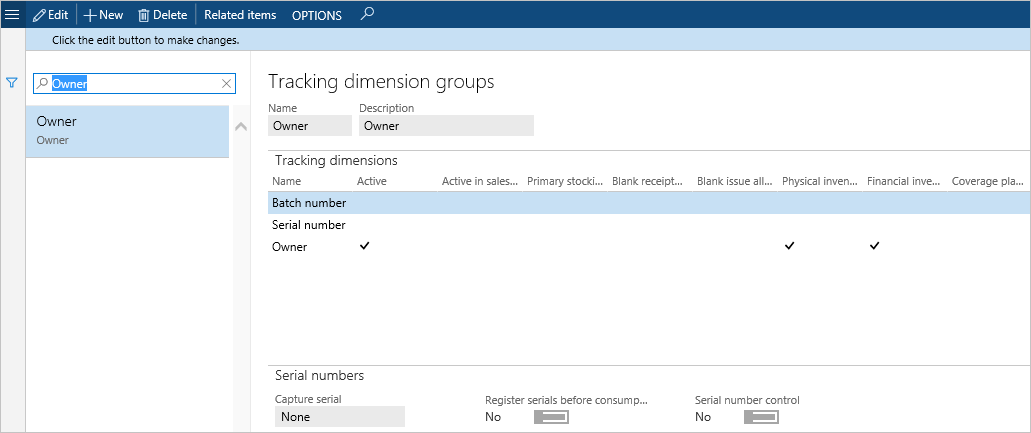 Edit New Delete Related items OPTIONS
Click the edit button to make changes.
Owner
Owner
Owner
Tracking dimension groups
Name Description
Owner Owner
Tracking dimensions
Name Active Active in sales... Primary stocki... Blank receipt... Blank issue all... Physical inven... Financial inve... Coverage pla...
Batch number
Serial number
Owner
Serial numbers
Capture serial Register serials before consump... Serial number control
None No No